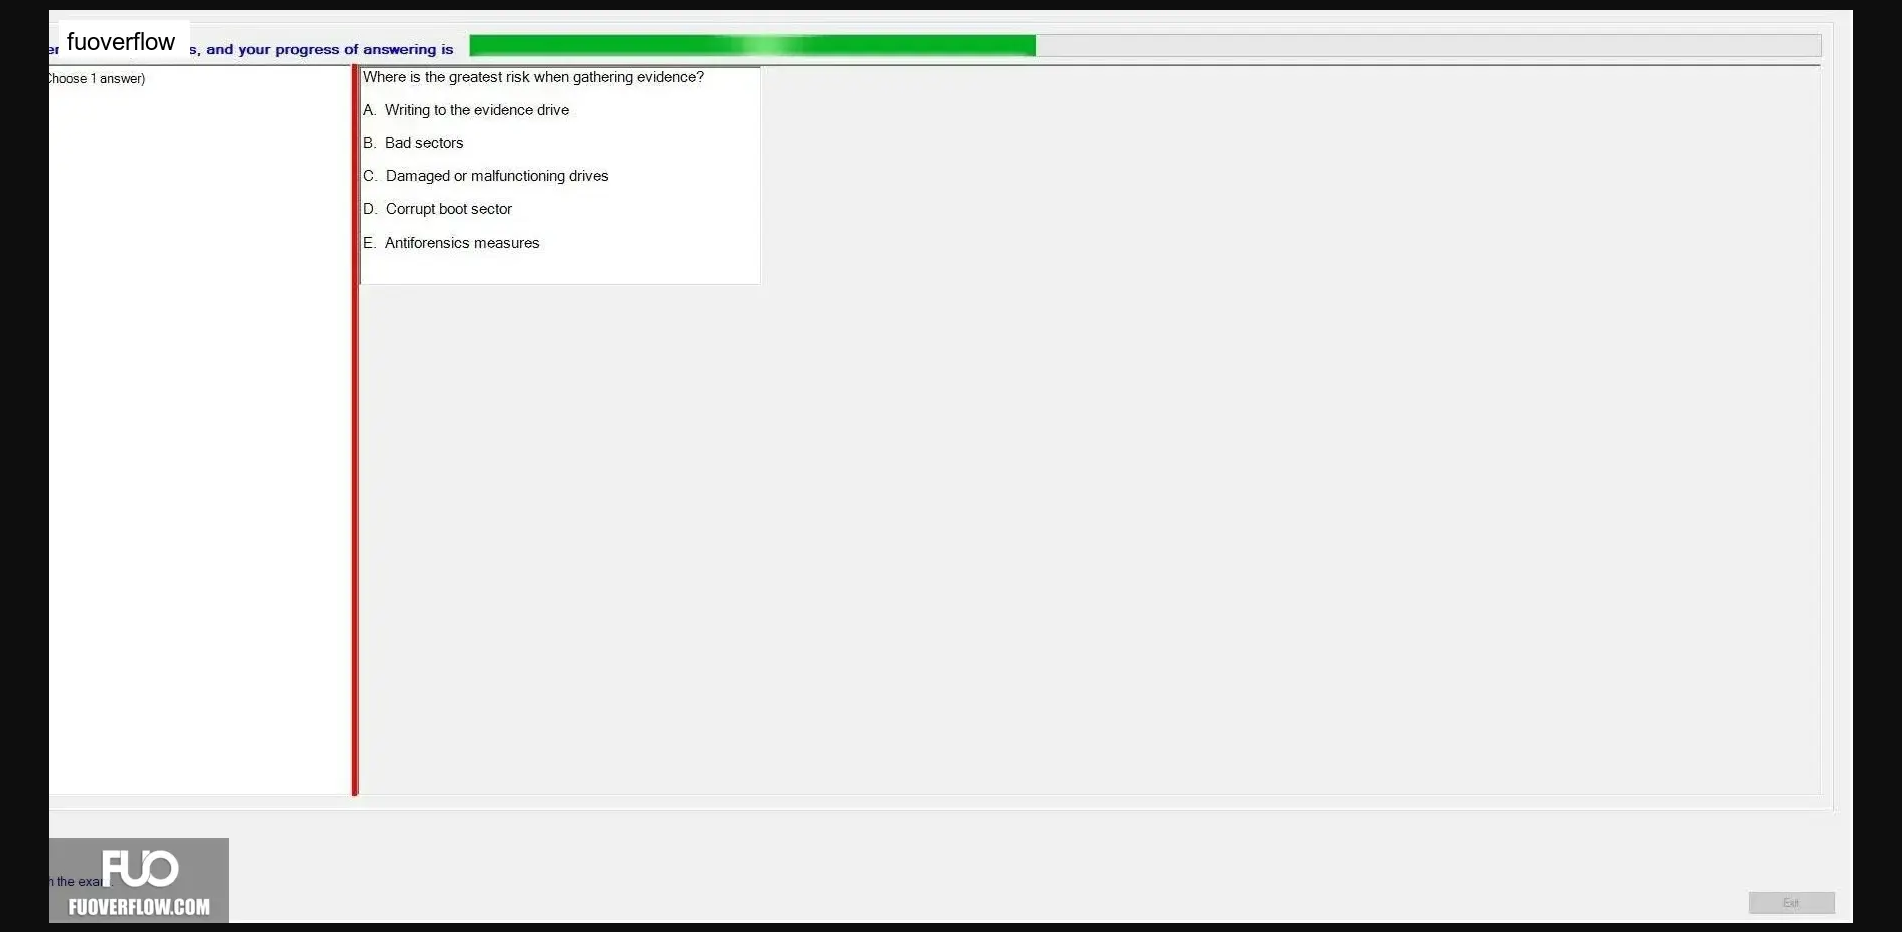 fuoverflow
s, and your progress of answering is
Choose 1 answer)
Where is the greatest risk when gathering evidence?
A. Writing to the evidence drive
B. Bad sectors
C. Damaged or malfunctioning drives
D. Corrupt boot sector
E. Antiforensics measures
FUO
the exam.
FUOVERFLOW.COM
Exit